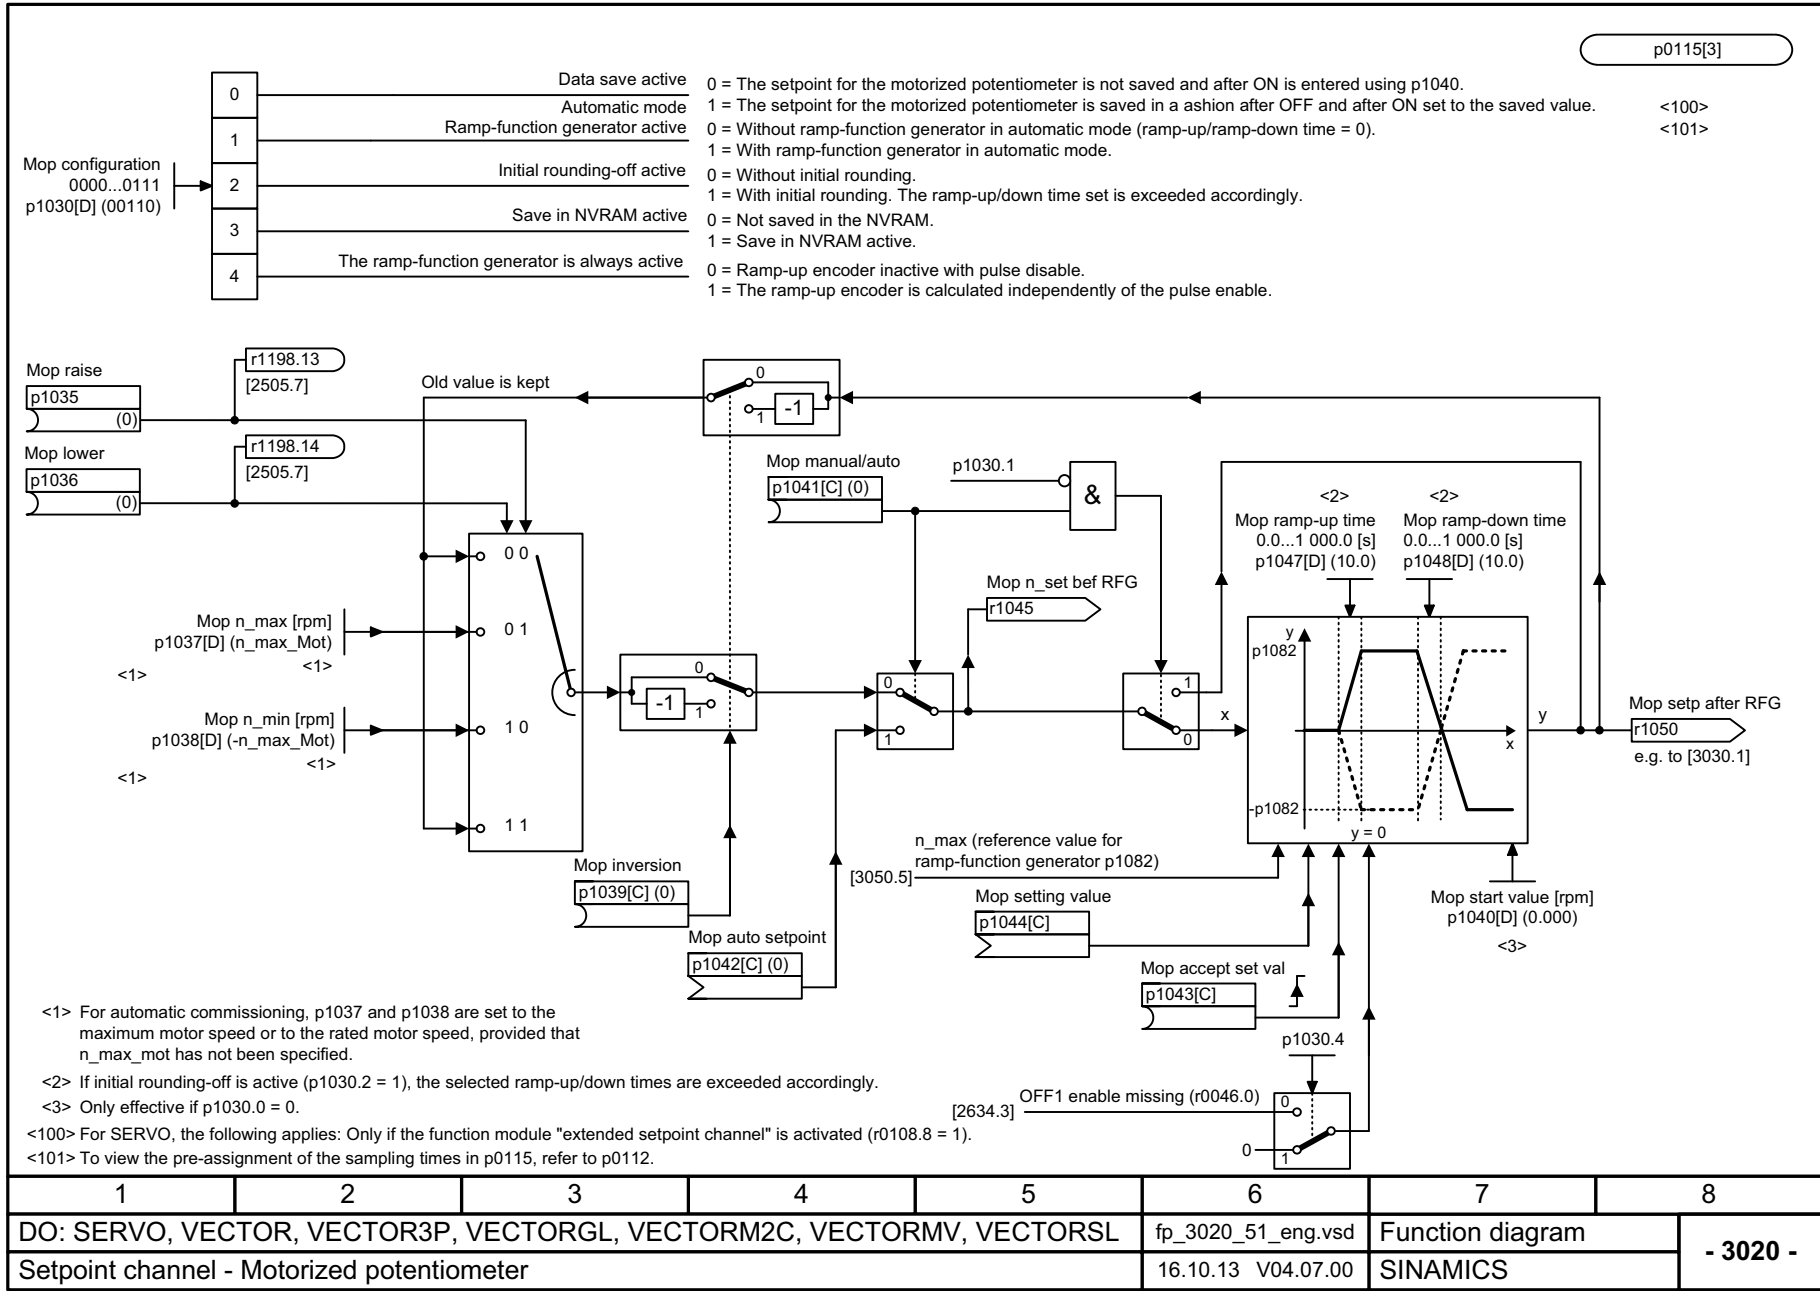 p0115[3]
0
Data save active
0 = The setpoint for the motorized potentiometer is not saved and after ON is entered using p1040.
Automatic mode
1 = The setpoint for the motorized potentiometer is saved in a ashion after OFF and after ON set to the saved value.
<100>
1
Ramp-function generator active
0 = Without ramp-function generator in automatic mode (ramp-up/ramp-down time = 0).
<101>
1 = With ramp-function generator in automatic mode.
Mop configuration
0000...0111
p1030[D] (00110)
2
Initial rounding-off active
0 = Without initial rounding.
1 = With initial rounding. The ramp-up/down time set is exceeded accordingly.
3
Save in NVRAM active
0 = Not saved in the NVRAM.
1 = Save in NVRAM active.
4
The ramp-function generator is always active
0 = Ramp-up encoder inactive with pulse disable.
1 = The ramp-up encoder is calculated independently of the pulse enable.
Mop raise
p1035
(0)
r1198.13
[2505.7]
Mop lower
p1036
(0)
r1198.14
[2505.7]
Old value is kept
0
1
-1
Mop manual/auto
p1041[C] (0)
p1030.1
&
<2>
Mop ramp-up time
0.0...1 000.0 [s]
p1047[D] (10.0)
<2>
Mop ramp-down time
0.0...1 000.0 [s]
p1048[D] (10.0)
0 0
0 1
1 0
1 1
Mop n_max [rpm]
p1037[D] (n_max_Mot)
<1>
<1>
Mop n_min [rpm]
p1038[D] (-n_max_Mot)
<1>
<1>
-1
0
1
0
1
Mop n_set bef RFG
r1045
1
0
x
y
p1082
x
-p1082
y = 0
y
Mop setp after RFG
r1050
e.g. to [3030.1]
Mop inversion
p1039[C] (0)
Mop auto setpoint
p1042[C] (0)
n_max (reference value for
ramp-function generator p1082)
[3050.5]
Mop setting value
p1044[C]
Mop accept set val
p1043[C]
Mop start value [rpm]
p1040[D] (0.000)
<3>
p1030.4
OFF1 enable missing (r0046.0)
[2634.3]
0
0
1
<1> For automatic commissioning, p1037 and p1038 are set to the
maximum motor speed or to the rated motor speed, provided that
n_max_mot has not been specified.
<2> If initial rounding-off is active (p1030.2 = 1), the selected ramp-up/down times are exceeded accordingly.
<3> Only effective if p1030.0 = 0.
<100> For SERVO, the following applies: Only if the function module "extended setpoint channel" is activated (r0108.8 = 1).
<101> To view the pre-assignment of the sampling times in p0115, refer to p0112.
1 2 3 4 5 6 7 8
DO: SERVO, VECTOR, VECTOR3P, VECTORGL, VECTORM2C, VECTORMV, VECTORSL
fp_3020_51_eng.vsd
Function diagram
- 3020 -
Setpoint channel - Motorized potentiometer
16.10.13 V04.07.00
SINAMICS